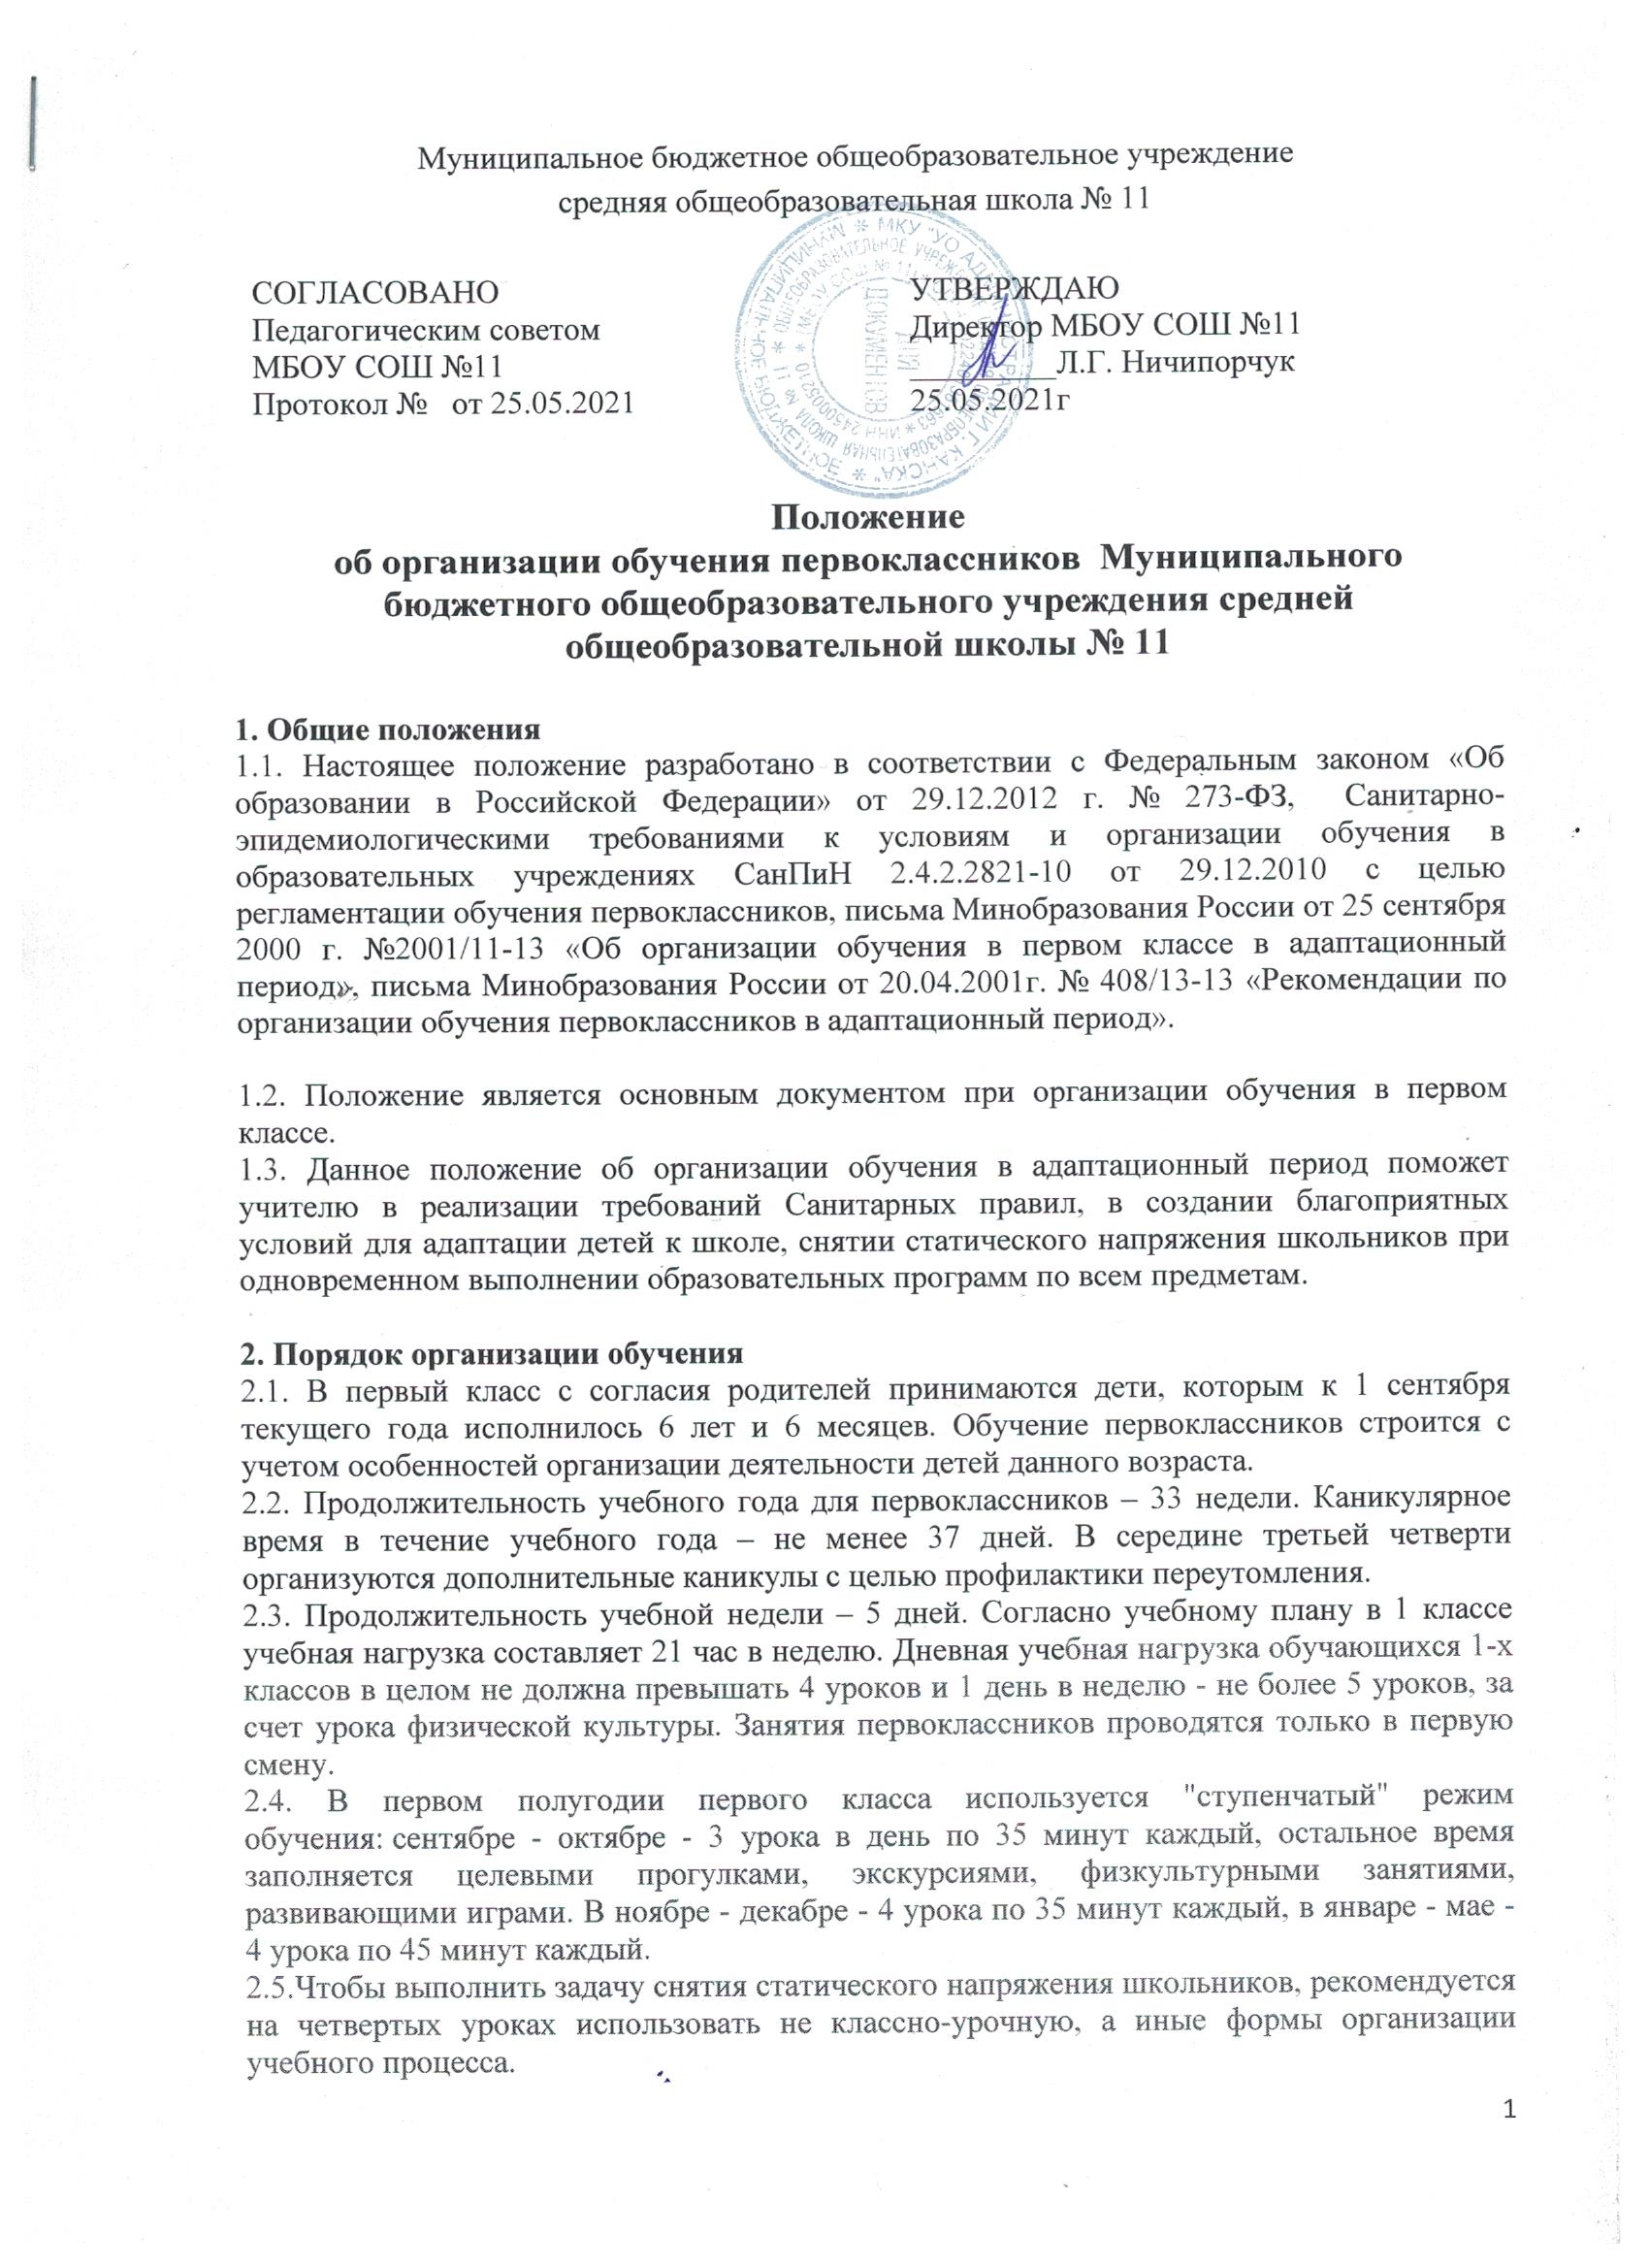 Муниципальное бюджетное общеобразовательное учреждение
средняя общеобразовательная школа № 11
СОГЛАСОВАНО
Педагогическим советом
МБОУ СОШ №11
Протокол №   от 25.05.2021
УТВЕРЖДАЮ
Директор МБОУ СОШ №11
_________Л.Г. Ничипорчук
25.05.2021г
ДЛЯ
ДОКУМЕНТОВ
Положение
об организации обучения первоклассников  Муниципального
бюджетного общеобразовательного учреждения средней
общеобразовательной школы № 11
1. Общие положения
1.1. Настоящее положение разработано в соответствии с Федеральным законом «Об
образовании в Российской Федерации» от 29.12.2012 г. № 273-ФЗ,  Санитарно-
эпидемиологическими требованиями к условиям и организации обучения в
образовательных учреждениях СанПиН 2.4.2.2821-10 от 29.12.2010 с целью
регламентации обучения первоклассников, письма Минобразования России от 25 сентября
2000 г. №2001/11-13 «Об организации обучения в первом классе в адаптационный
период», письма Минобразования России от 20.04.2001г. № 408/13-13 «Рекомендации по
организации обучения первоклассников в адаптационный период».
1.2. Положение является основным документом при организации обучения в первом
классе.
1.3. Данное положение об организации обучения в адаптационный период поможет
учителю в реализации требований Санитарных правил, в создании благоприятных
условий для адаптации детей к школе, снятии статического напряжения школьников при
одновременном выполнении образовательных программ по всем предметам.
2. Порядок организации обучения
2.1. В первый класс с согласия родителей принимаются дети, которым к 1 сентября
текущего года исполнилось 6 лет и 6 месяцев. Обучение первоклассников строится с
учетом особенностей организации деятельности детей данного возраста.
2.2. Продолжительность учебного года для первоклассников – 33 недели. Каникулярное
время в течение учебного года – не менее 37 дней. В середине третьей четверти
организуются дополнительные каникулы с целью профилактики переутомления.
2.3. Продолжительность учебной недели – 5 дней. Согласно учебному плану в 1 классе
учебная нагрузка составляет 21 час в неделю. Дневная учебная нагрузка обучающихся 1-х
классов в целом не должна превышать 4 уроков и 1 день в неделю - не более 5 уроков, за
счет урока физической культуры. Занятия первоклассников проводятся только в первую
смену.
2.4. В первом полугодии первого класса используется "ступенчатый" режим
обучения: сентябре - октябре - 3 урока в день по 35 минут каждый, остальное время
заполняется целевыми прогулками, экскурсиями, физкультурными занятиями,
развивающими играми. В ноябре - декабре - 4 урока по 35 минут каждый, в январе - мае -
4 урока по 45 минут каждый.
2.5.Чтобы выполнить задачу снятия статического напряжения школьников, рекомендуется
на четвертых уроках использовать не классно-урочную, а иные формы организации
учебного процесса.
1